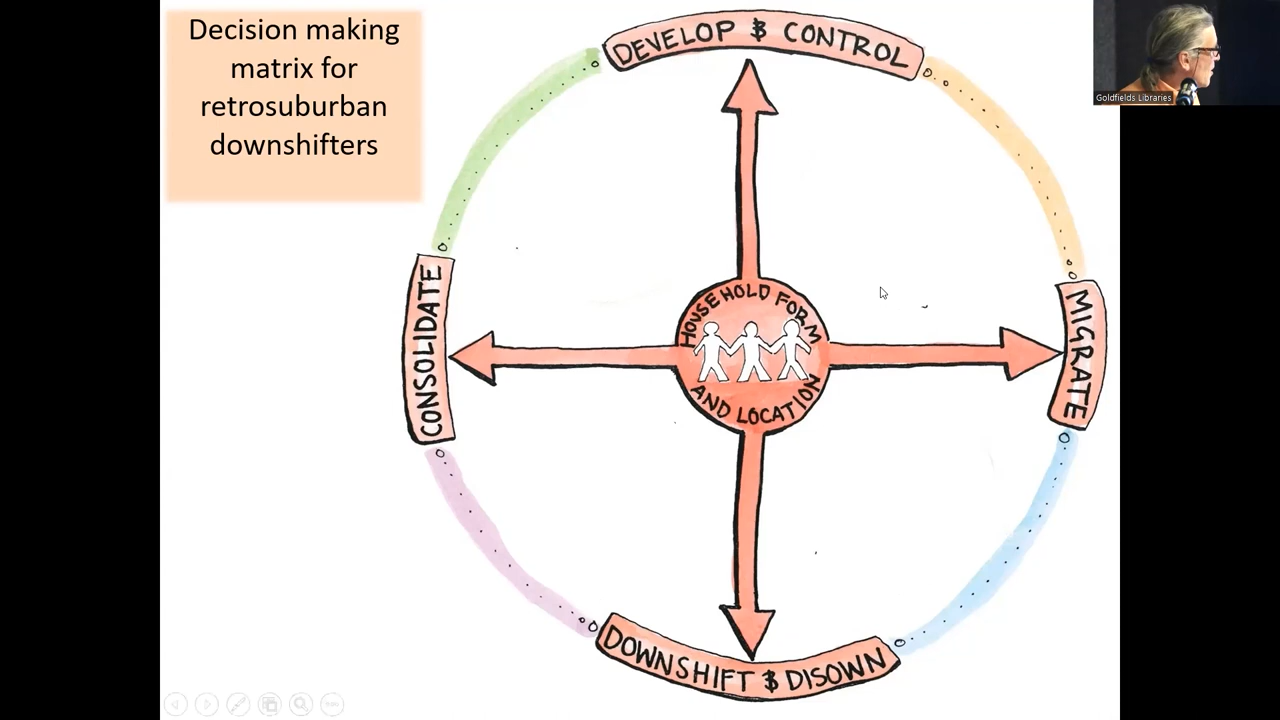 Decision making
matrix for
retrosuburban
downshifters
DEVELOP & CONTROL
Goldfields Libraries
CONSOLIDATE
HOUSEHOLD FORM
AND LOCATION
MIGRATE
DOWNSHIFT & DISOWN